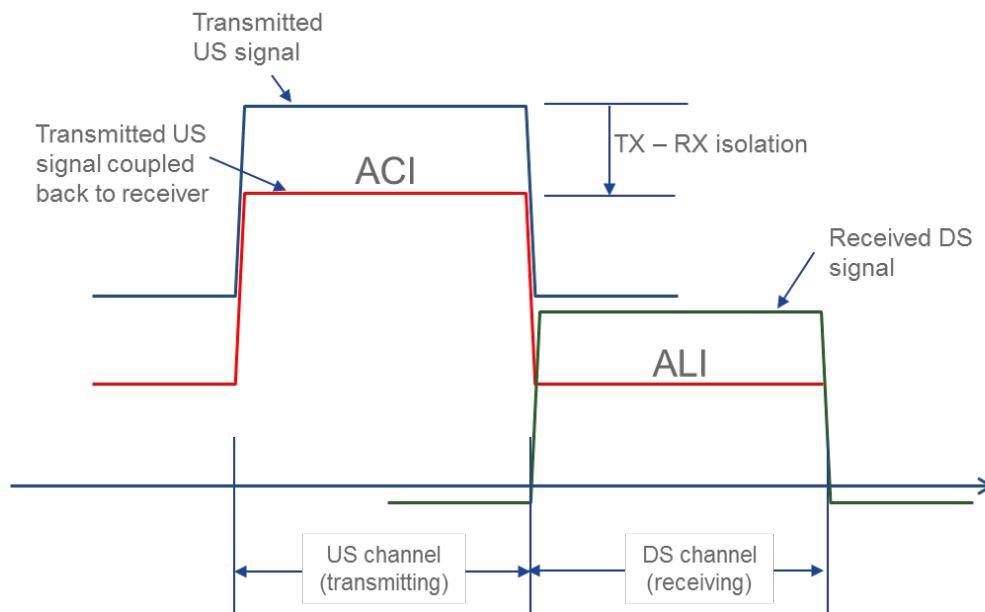 Transmitted
US signal
Transmitted US
signal coupled
back to receiver
ACI
TX – RX isolation
Received DS
signal
ALI
US channel
(transmitting)
DS channel
(receiving)